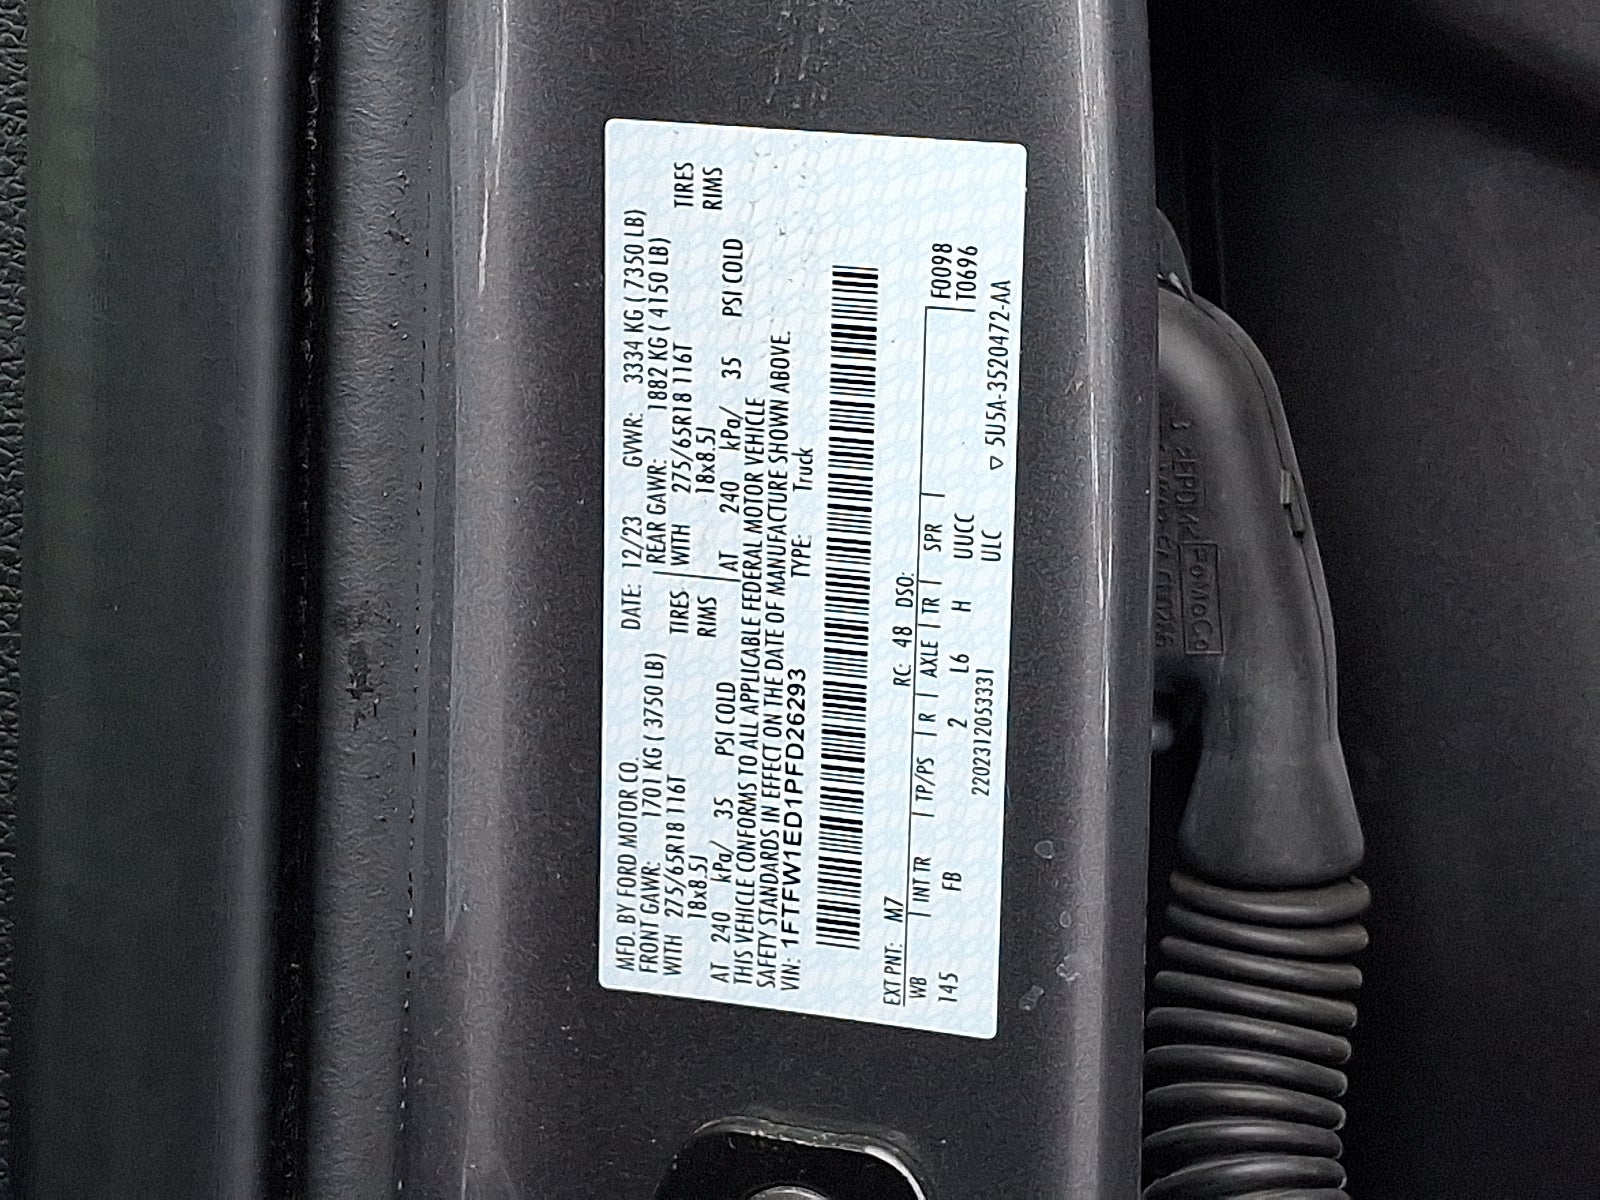 MFD. BY FORD MOTOR CO. DATE: 12/23 GVWR: 3334 KG ( 7350 LB)
FRONT GAWR: 1701 KG ( 3750 LB) REAR GAWR: 1882 KG ( 4150 LB)
WITH 275/65R18 116T TIRES WITH 275/65R18 116T TIRES
18x8.5J RIMS 18x8.5J RIMS
AT 240 kPa/ 35 PSI COLD AT 240 kPa/ 35 PSI COLD
THIS VEHICLE CONFORMS TO ALL APPLICABLE FEDERAL MOTOR VEHICLE
SAFETY STANDARDS IN EFFECT ON THE DATE OF MANUFACTURE SHOWN ABOVE.
VIN: 1FTFW1ED1PFD26293 TYPE: Truck
EXT PNT: M7 RC: 48 DSO:
WB INT TR TP/PS R AXLE TR SPR F0098
145 FB 2 L6 H UUCC T0696
2202312053331 ULC ▽ 5U5A-3520472-AA
FoMoCo